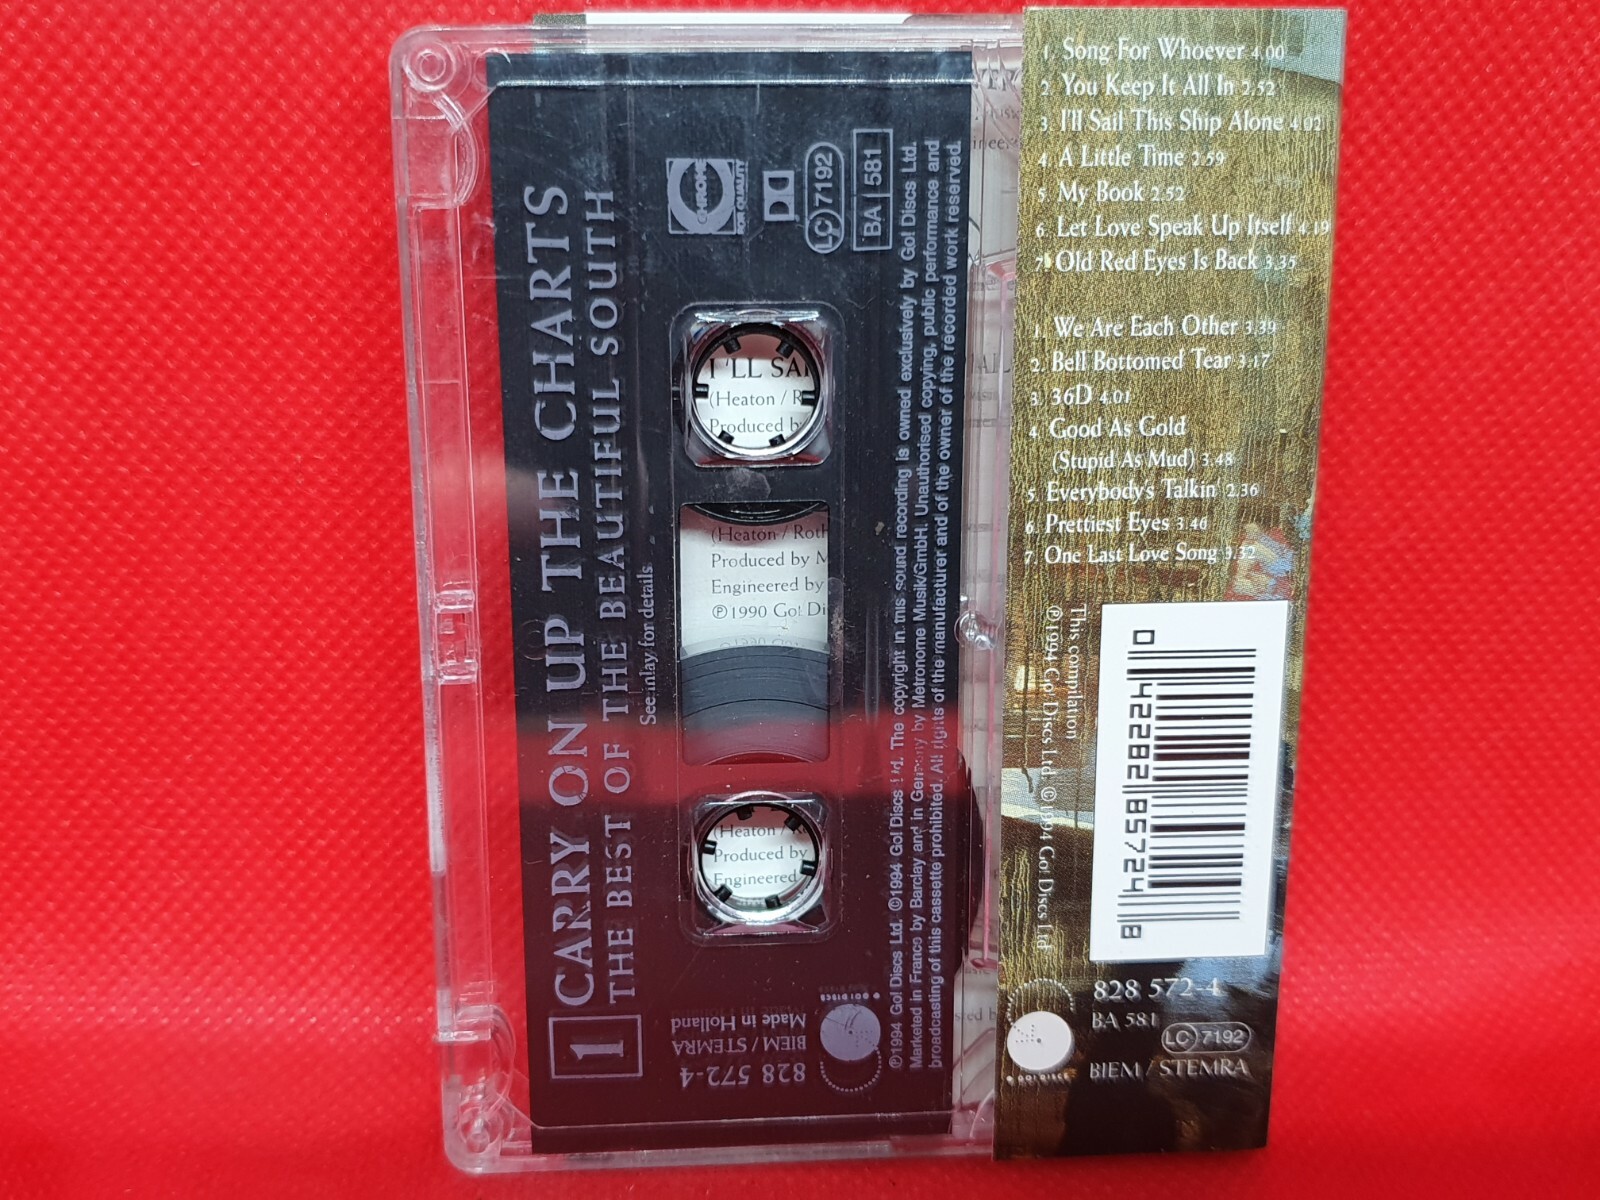 1 CARRY ON UP THE CHARTS
THE BEST OF THE BEAUTIFUL SOUTH
See inlay for details
CHROME
FOR QUALITY
LC 7192
BA 581
I'LL SAI
(Heaton / R
Produced b
(Heaton / Roth
Produced by M
Engineered by
℗1990 Go! Di
(Heaton / R
Produced by
Engineered
828 572-4
BIEM / STEMRA
Made in Holland
GO! DISCS
℗1994 Go! Discs Ltd. ©1994 Go! Discs Ltd. The copyright in this sound recording is owned exclusively by Go! Discs Ltd.
Marketed in France by Barclay and in Germany by Metronome Musik/GmbH. Unauthorised copying, public performance and
broadcasting of this cassette prohibited. All rights of the manufacturer and of the owner of the recorded work reserved.
1. Song For Whoever 4.00
2. You Keep It All In 2.52
3. I'll Sail This Ship Alone 4.02
4. A Little Time 2.59
5. My Book 2.52
6. Let Love Speak Up Itself 4.19
7. Old Red Eyes Is Back 3.35
1. We Are Each Other 3.39
2. Bell Bottomed Tear 3.17
3. 36D 4.01
4. Good As Gold
(Stupid As Mud) 3.48
5. Everybody's Talkin' 2.36
6. Prettiest Eyes 3.46
7. One Last Love Song 3.32
This compilation
℗1994 Go! Discs Ltd. ©1994 Go! Discs Ltd
0 42282 85724 8
828 572-4
BA 581
LC 7192
GO! DISCS
BIEM / STEMRA